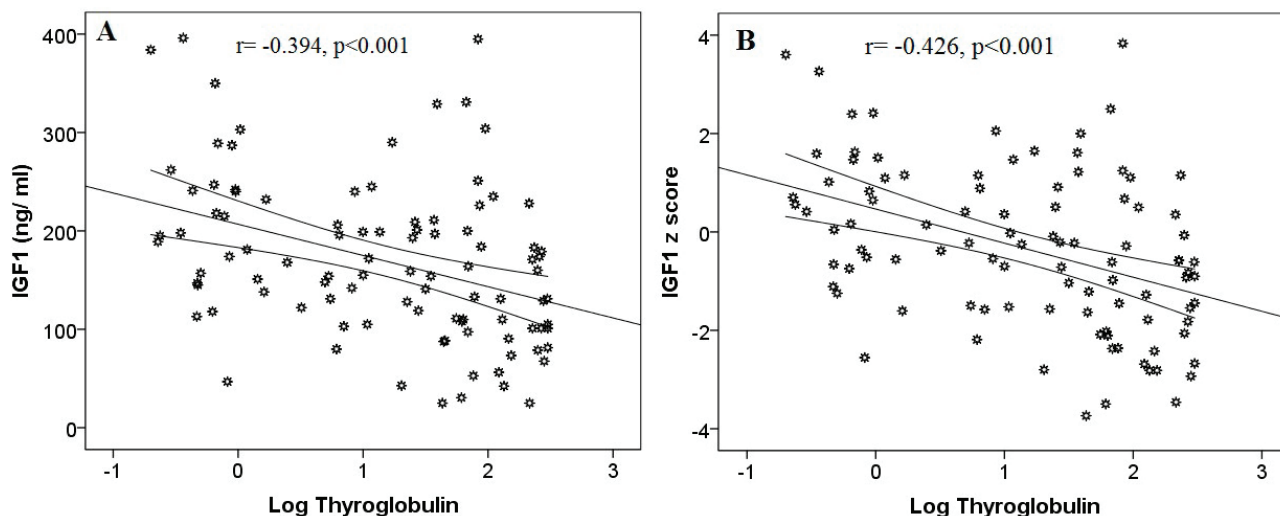 A
r= -0.394, p<0.001
400
300
200
100
0
IGF1 (ng/ ml)
-1 0 1 2 3
Log Thyroglobulin
B
r= -0.426, p<0.001
4
2
0
-2
-4
IGF1 z score
-1 0 1 2 3
Log Thyroglobulin